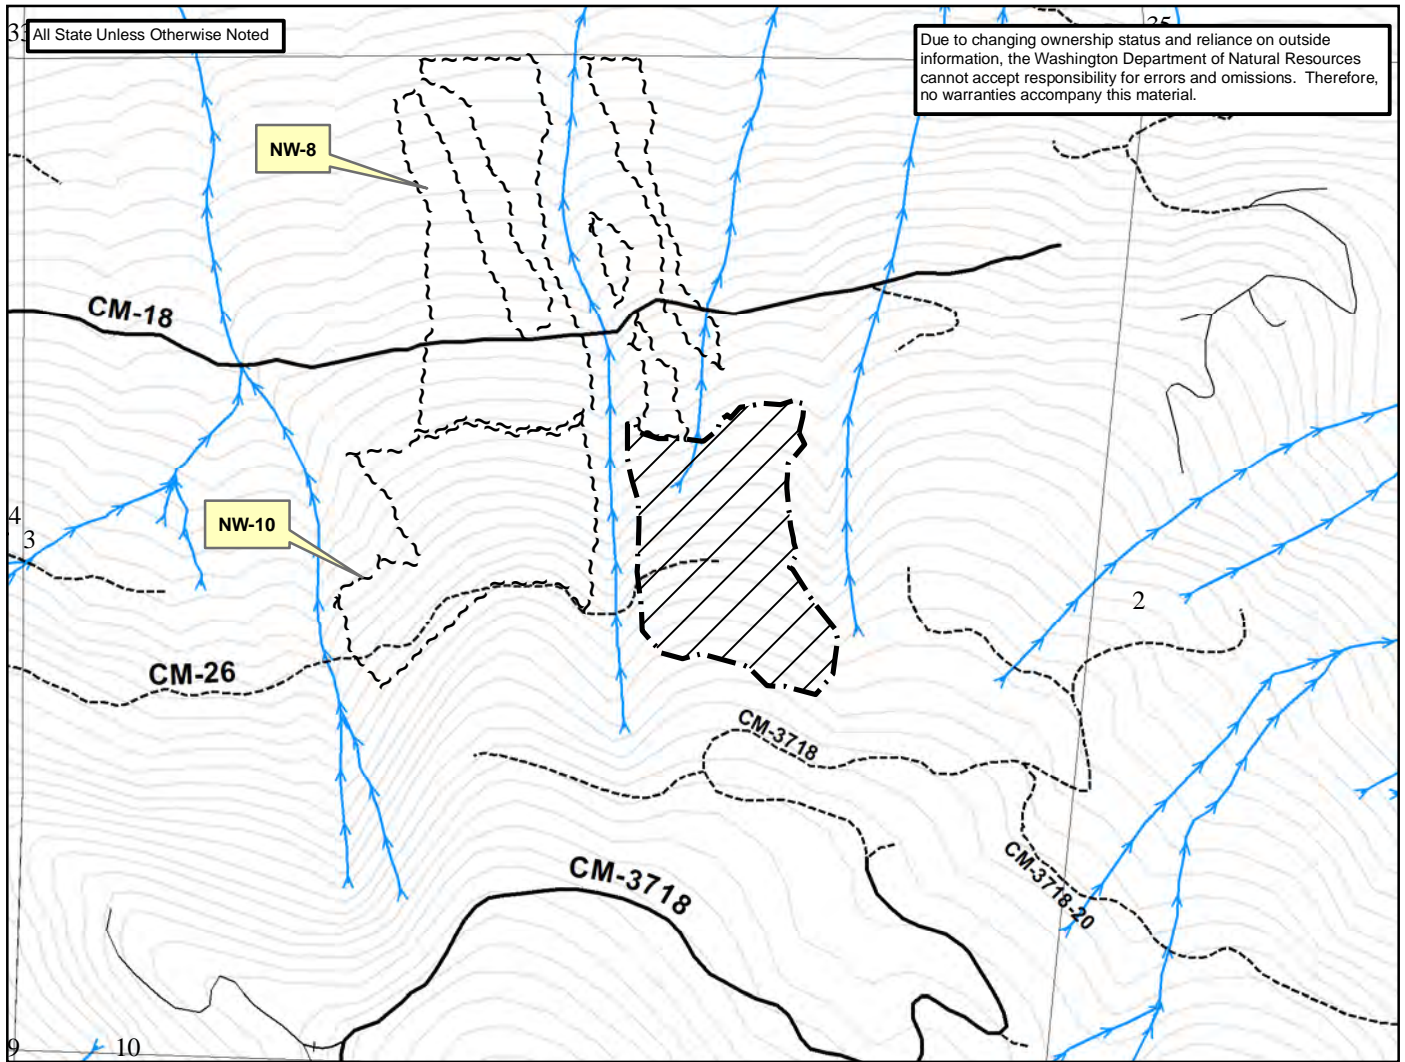 33
All State Unless Otherwise Noted
35
Due to changing ownership status and reliance on outside
information, the Washington Department of Natural Resources
cannot accept responsibility for errors and omissions. Therefore,
no warranties accompany this material.
NW-8
CM-18
4
3
NW-10
2
CM-26
CM-3718
CM-3718
CM-3718-20
9
10